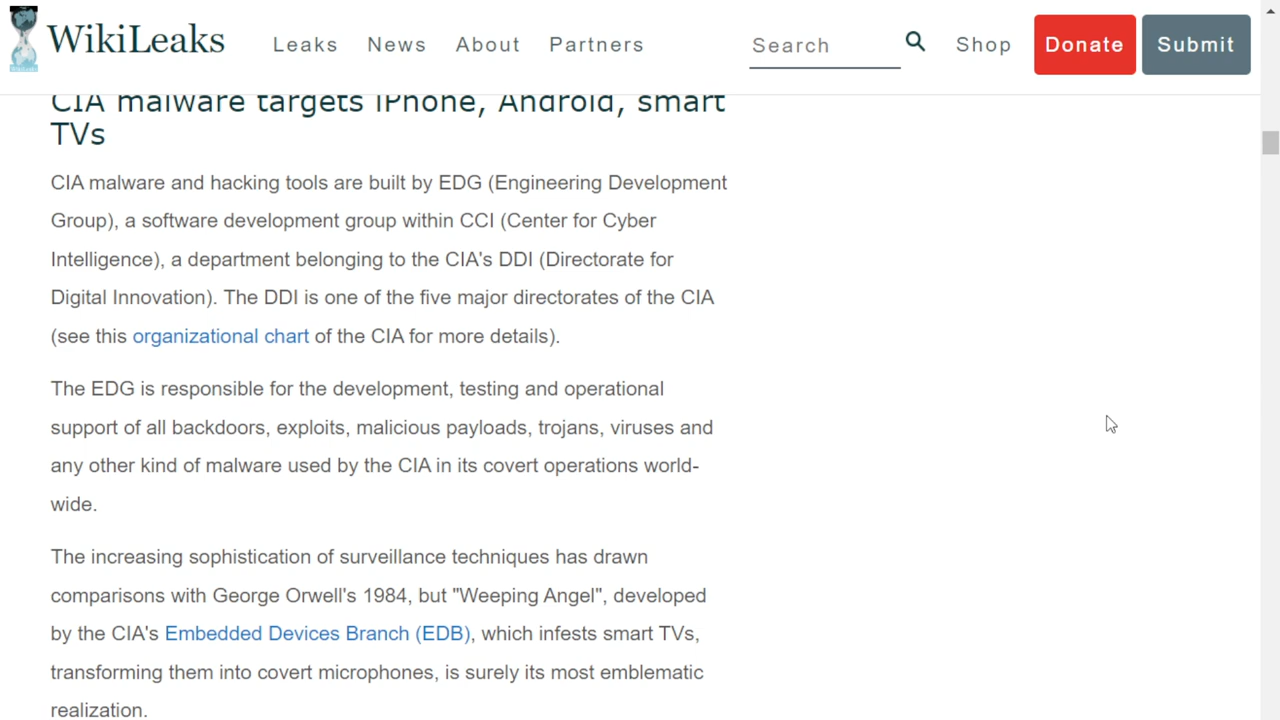 WikiLeaks
Leaks News About Partners
Search
Shop
Donate
Submit
CIA malware targets iPhone, Android, smart
TVs
CIA malware and hacking tools are built by EDG (Engineering Development
Group), a software development group within CCI (Center for Cyber
Intelligence), a department belonging to the CIA's DDI (Directorate for
Digital Innovation). The DDI is one of the five major directorates of the CIA
(see this organizational chart of the CIA for more details).
The EDG is responsible for the development, testing and operational
support of all backdoors, exploits, malicious payloads, trojans, viruses and
any other kind of malware used by the CIA in its covert operations world-
wide.
The increasing sophistication of surveillance techniques has drawn
comparisons with George Orwell's 1984, but "Weeping Angel", developed
by the CIA's Embedded Devices Branch (EDB), which infests smart TVs,
transforming them into covert microphones, is surely its most emblematic
realization.